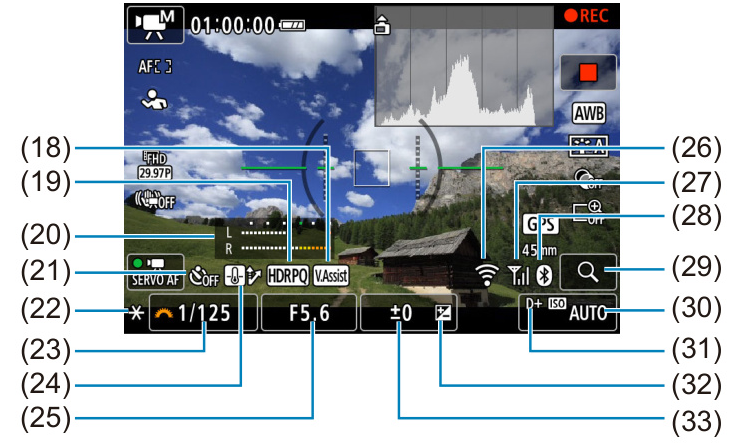 M
01:00:00
REC
AF
AWB
A
FHD
29.97P
OFF
OFF
OFF
L
R
GPS
45mm
SERVO AF
OFF
HDRPQ
V.Assist
1/125
F5.6
±0
D+ ISO AUTO
(18)
(19)
(20)
(21)
(22)
(23)
(24)
(25)
(26)
(27)
(28)
(29)
(30)
(31)
(32)
(33)